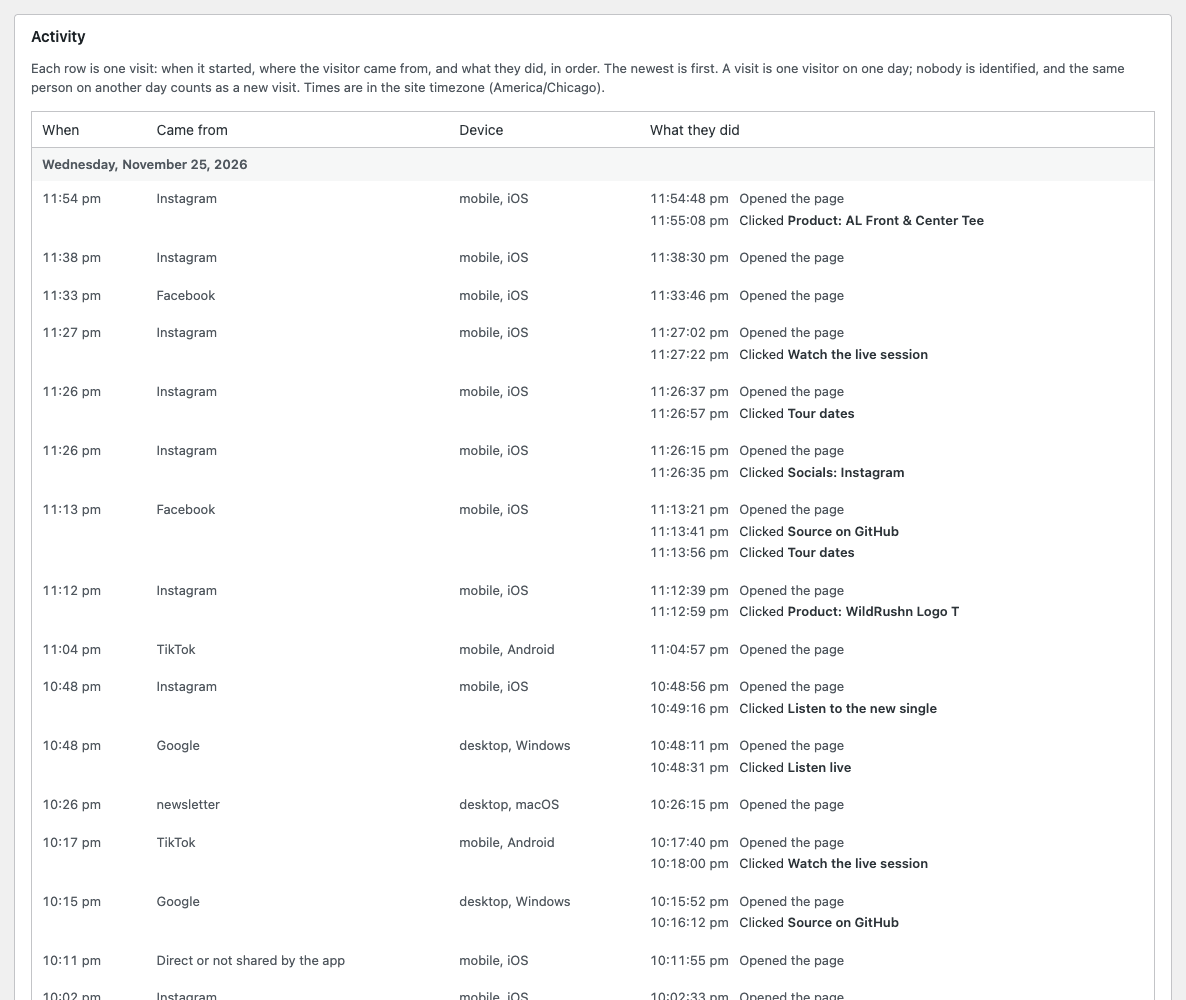 Activity
Each row is one visit: when it started, where the visitor came from, and what they did, in order. The newest is first. A visit is one visitor on one day; nobody is identified, and the same
person on another day counts as a new visit. Times are in the site timezone (America/Chicago).
When Came from Device What they did
Wednesday, November 25, 2026
11:54 pm Instagram mobile, iOS 11:54:48 pm Opened the page
11:55:08 pm Clicked Product: AL Front & Center Tee
11:38 pm Instagram mobile, iOS 11:38:30 pm Opened the page
11:33 pm Facebook mobile, iOS 11:33:46 pm Opened the page
11:27 pm Instagram mobile, iOS 11:27:02 pm Opened the page
11:27:22 pm Clicked Watch the live session
11:26 pm Instagram mobile, iOS 11:26:37 pm Opened the page
11:26:57 pm Clicked Tour dates
11:26 pm Instagram mobile, iOS 11:26:15 pm Opened the page
11:26:35 pm Clicked Socials: Instagram
11:13 pm Facebook mobile, iOS 11:13:21 pm Opened the page
11:13:41 pm Clicked Source on GitHub
11:13:56 pm Clicked Tour dates
11:12 pm Instagram mobile, iOS 11:12:39 pm Opened the page
11:12:59 pm Clicked Product: WildRushn Logo T
11:04 pm TikTok mobile, Android 11:04:57 pm Opened the page
10:48 pm Instagram mobile, iOS 10:48:56 pm Opened the page
10:49:16 pm Clicked Listen to the new single
10:48 pm Google desktop, Windows 10:48:11 pm Opened the page
10:48:31 pm Clicked Listen live
10:26 pm newsletter desktop, macOS 10:26:15 pm Opened the page
10:17 pm TikTok mobile, Android 10:17:40 pm Opened the page
10:18:00 pm Clicked Watch the live session
10:15 pm Google desktop, Windows 10:15:52 pm Opened the page
10:16:12 pm Clicked Source on GitHub
10:11 pm Direct or not shared by the app mobile, iOS 10:11:55 pm Opened the page
10:02 pm Instagram mobile, iOS 10:02:33 pm Opened the page